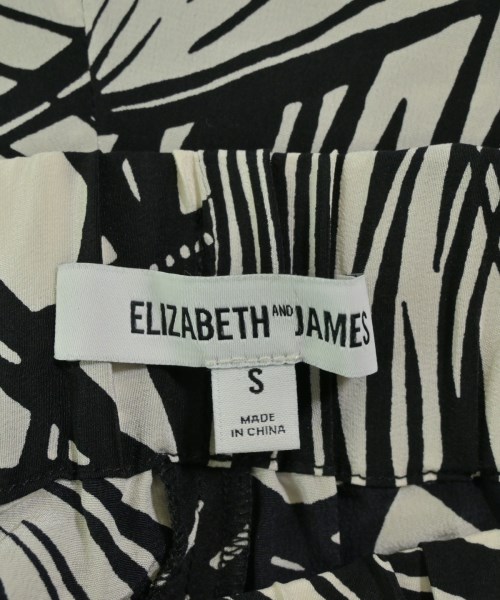 ELIZABETH AND JAMES
S
MADE
IN CHINA